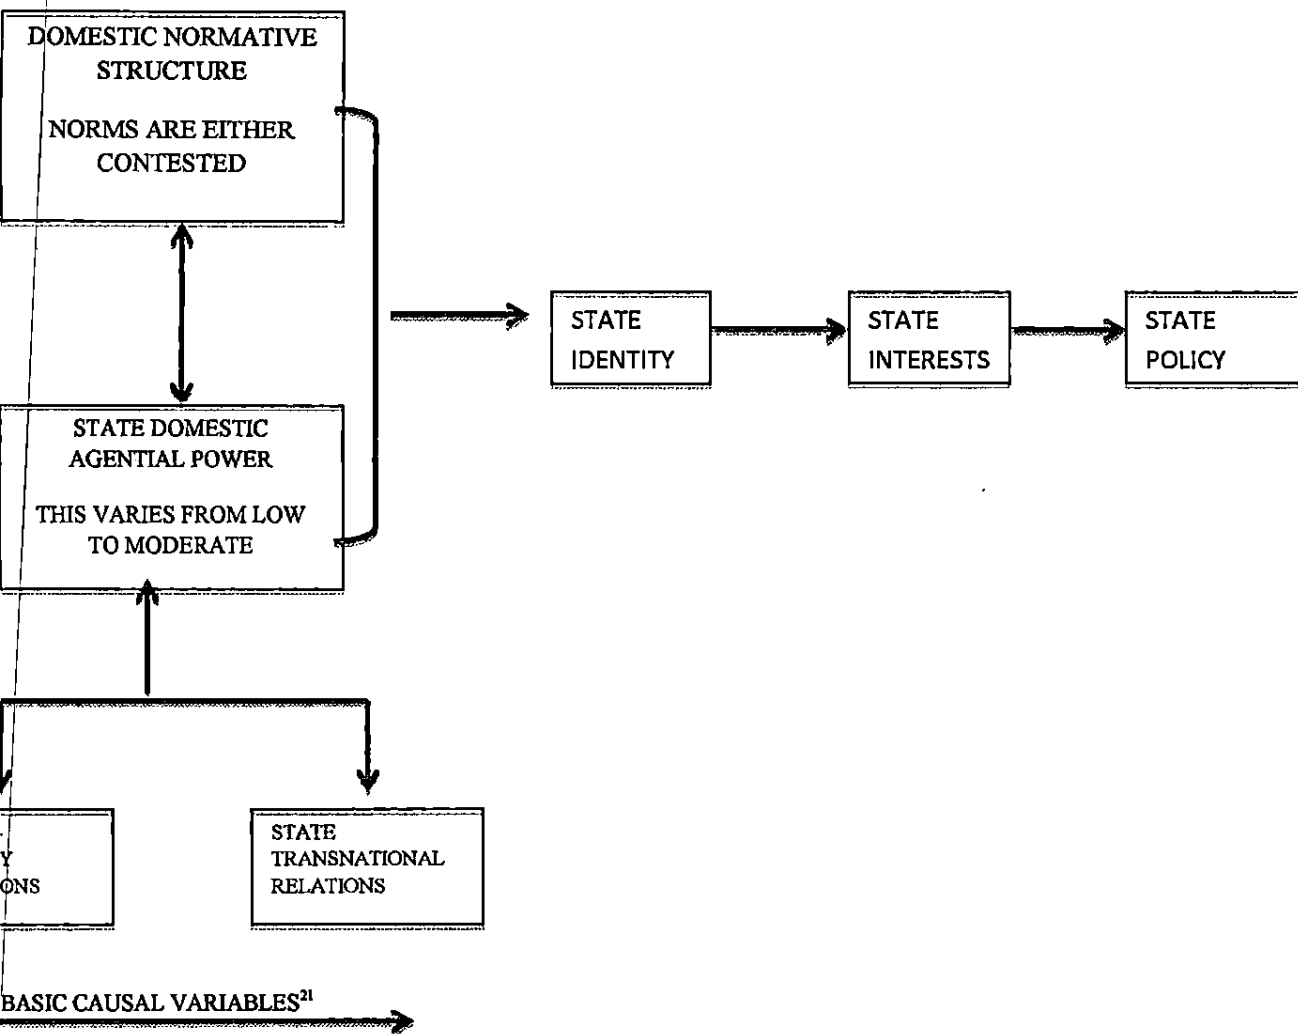 DOMESTIC NORMATIVE
STRUCTURE
NORMS ARE EITHER
CONTESTED
STATE
IDENTITY
STATE
INTERESTS
STATE
POLICY
STATE DOMESTIC
AGENTIAL POWER
THIS VARIES FROM LOW
TO MODERATE
Y
ONS
STATE
TRANSNATIONAL
RELATIONS
BASIC CAUSAL VARIABLES²¹